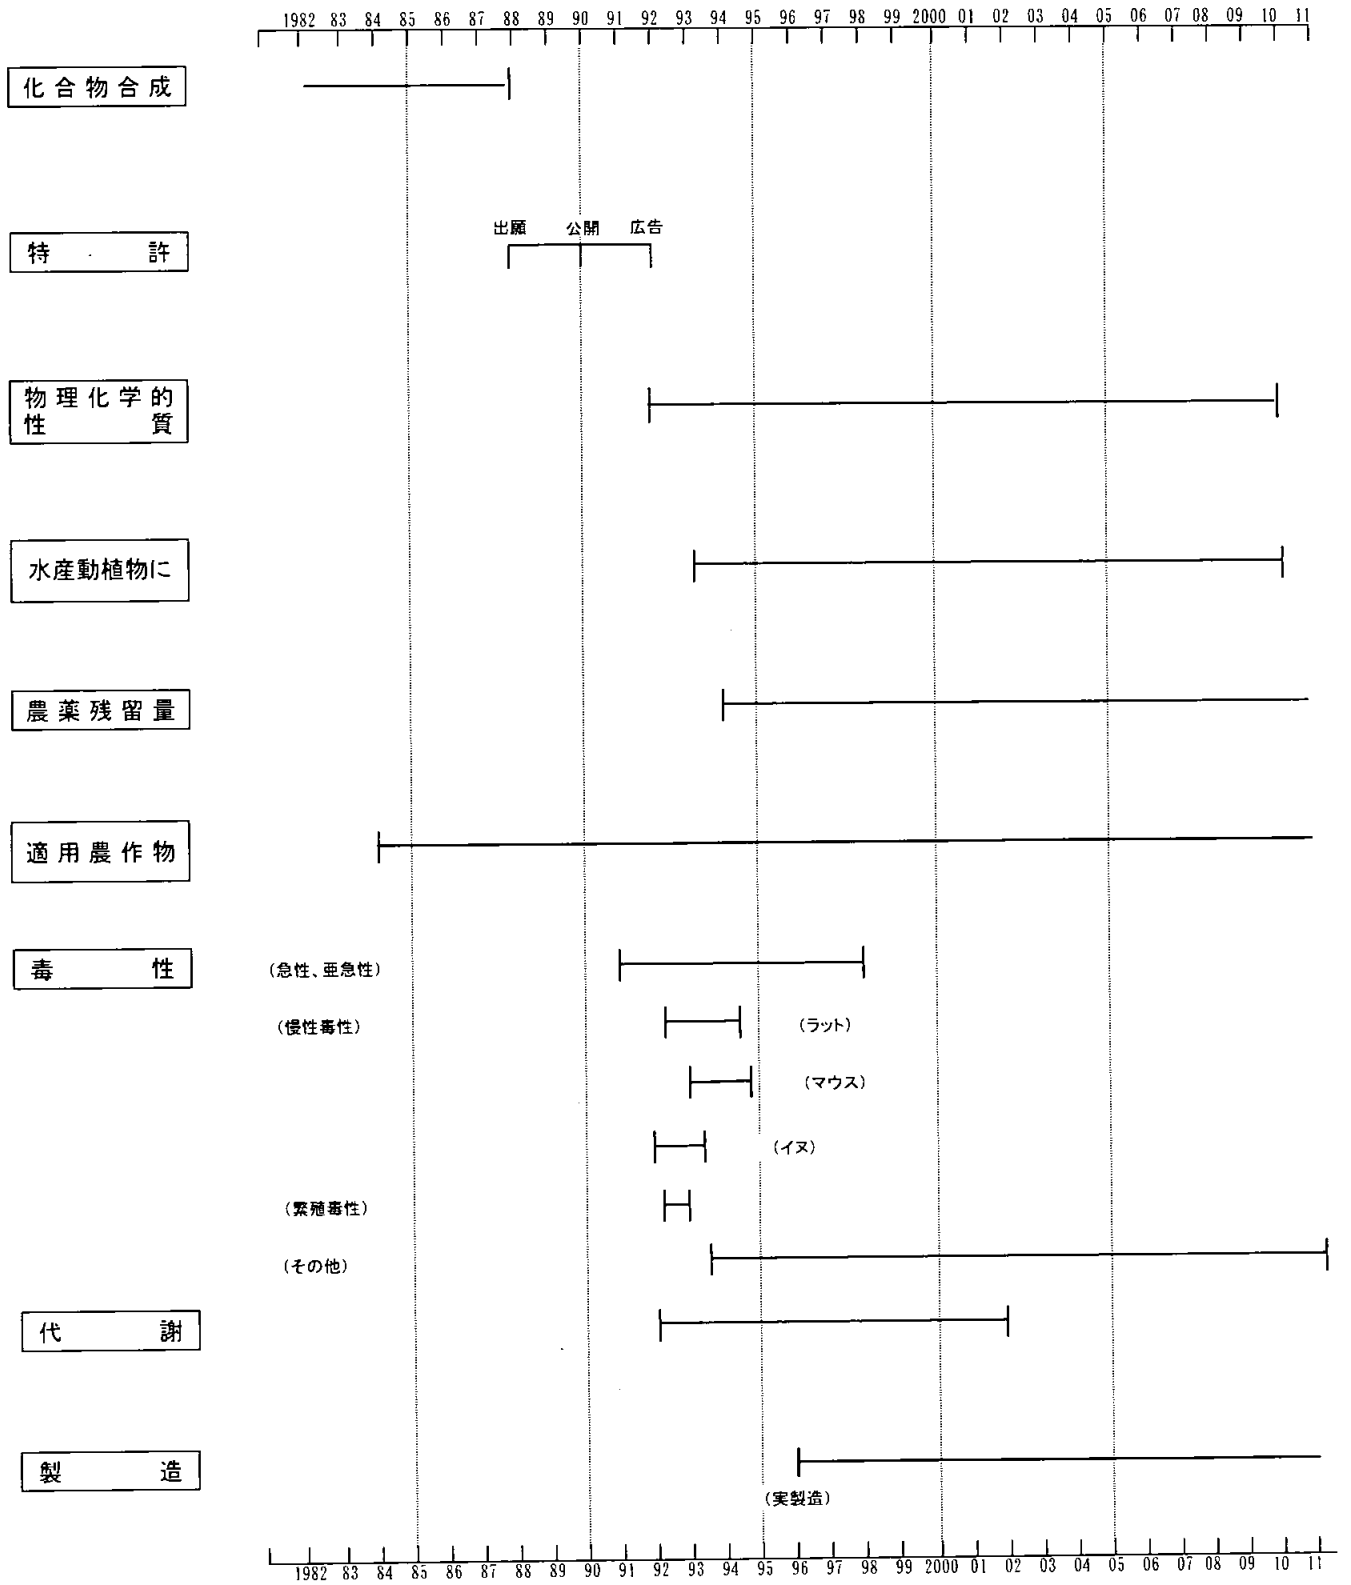 1982 83 84 85 86 87 88 89 90 91 92 93 94 95 96 97 98 99 2000 01 02 03 04 05 06 07 08 09 10 11
化合物合成
出願 公開 広告
特許
物理化学的
性質
水産動植物に
農薬残留量
適用農作物
毒性 (急性、亜急性)
(慢性毒性) (ラット)
(マウス)
(イヌ)
(繁殖毒性)
(その他)
代謝
製造
(実製造)
1982 83 84 85 86 87 88 89 90 91 92 93 94 95 96 97 98 99 2000 01 02 03 04 05 06 07 08 09 10 11